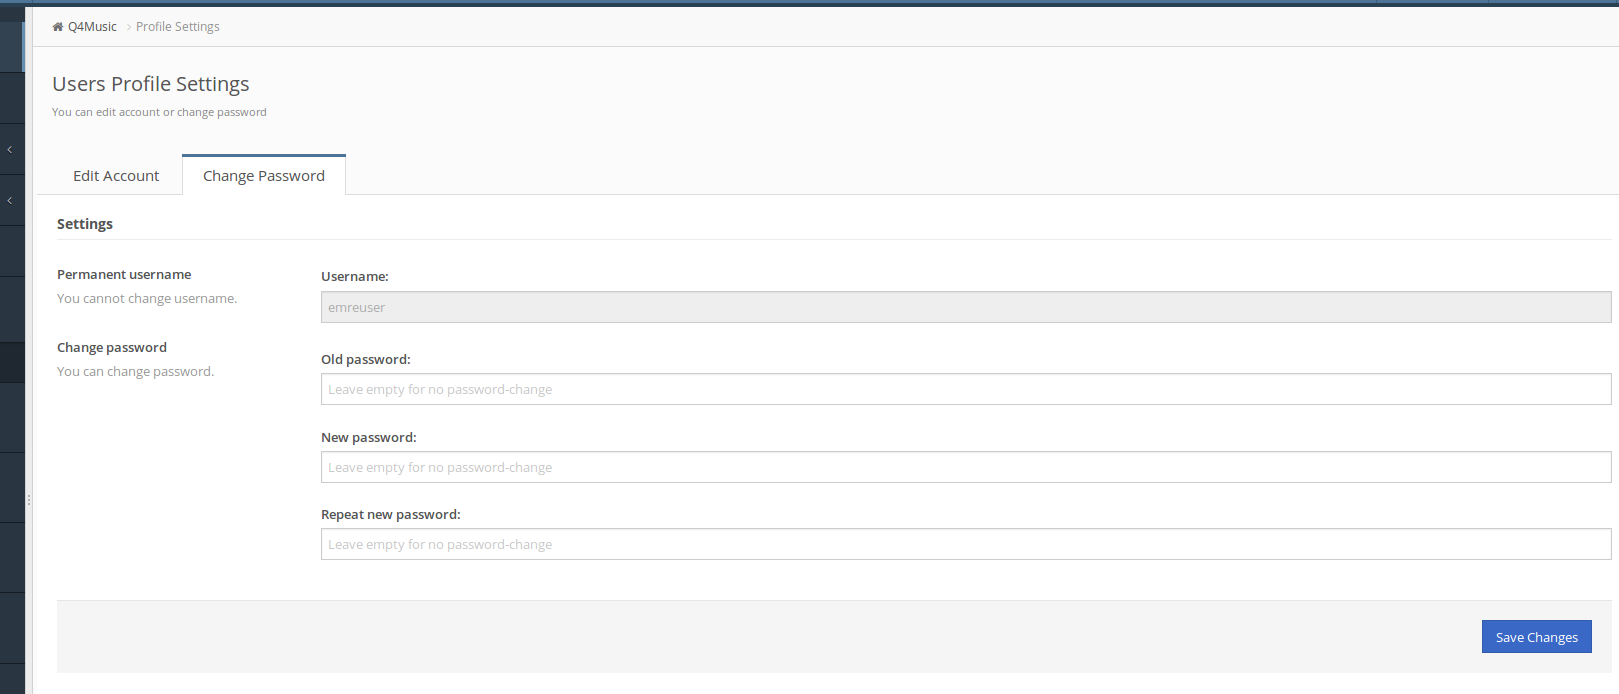 Q4Music > Profile Settings
Users Profile Settings
You can edit account or change password
Edit Account Change Password
Settings
Permanent username
You cannot change username.
Username:
emreuser
Change password
You can change password.
Old password:
Leave empty for no password-change
New password:
Leave empty for no password-change
Repeat new password:
Leave empty for no password-change
Save Changes